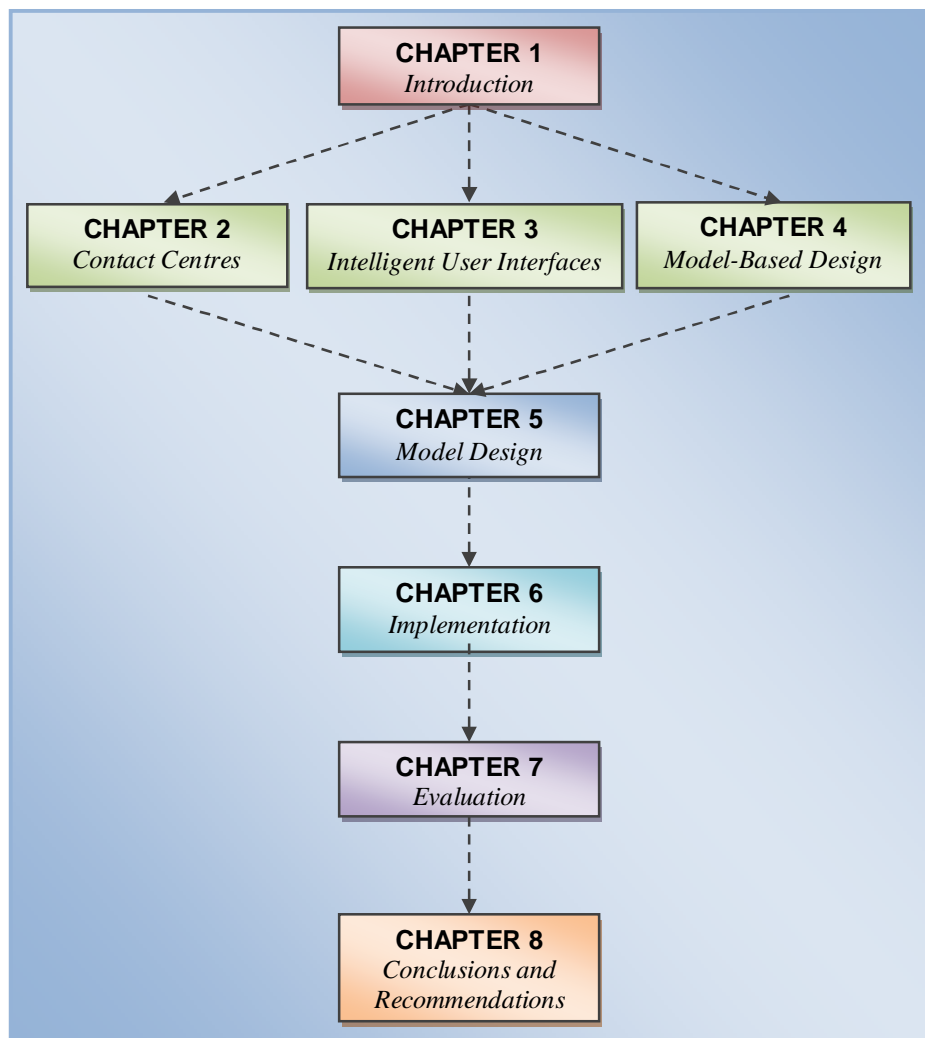 CHAPTER 1
Introduction
CHAPTER 2
Contact Centres
CHAPTER 3
Intelligent User Interfaces
CHAPTER 4
Model-Based Design
CHAPTER 5
Model Design
CHAPTER 6
Implementation
CHAPTER 7
Evaluation
CHAPTER 8
Conclusions and
Recommendations